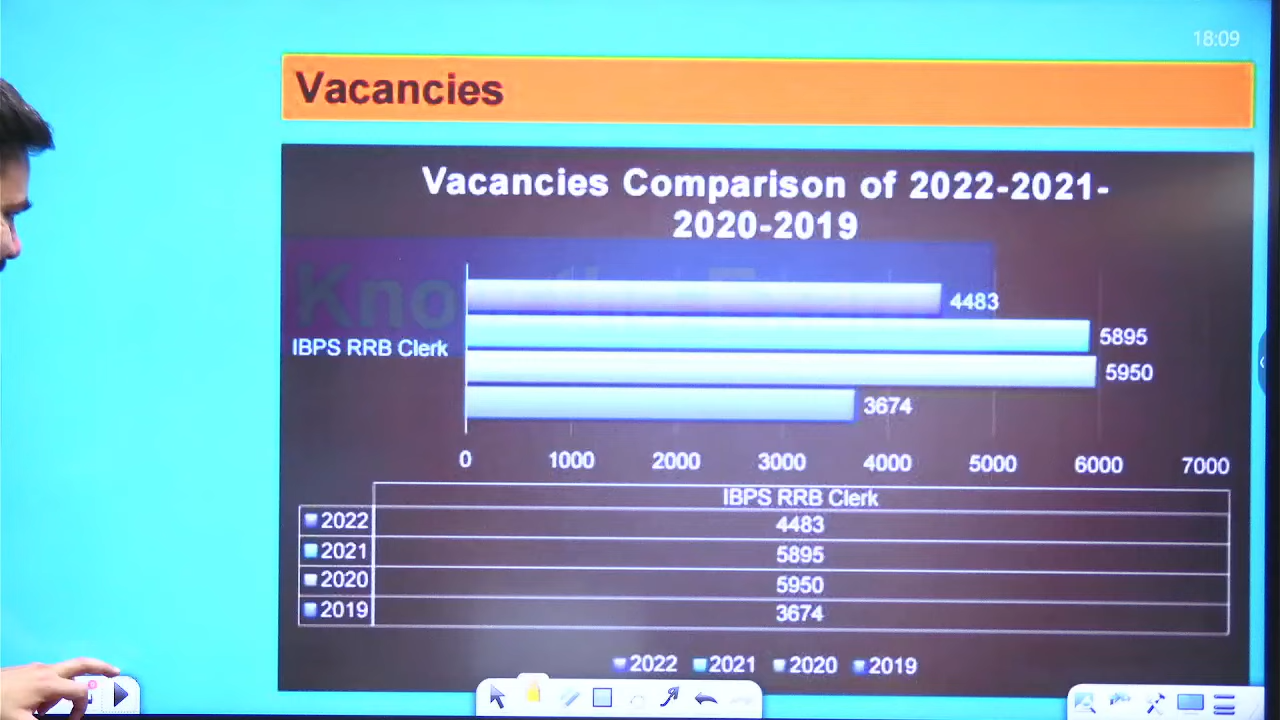 18:09
Vacancies
Vacancies Comparison of 2022-2021-
2020-2019
4483
5895
IBPS RRB Clerk
5950
3674
0 1000 2000 3000 4000 5000 6000 7000
IBPS RRB Clerk
2022 4483
2021 5895
2020 5950
2019 3674
2022 2021 2020 2019